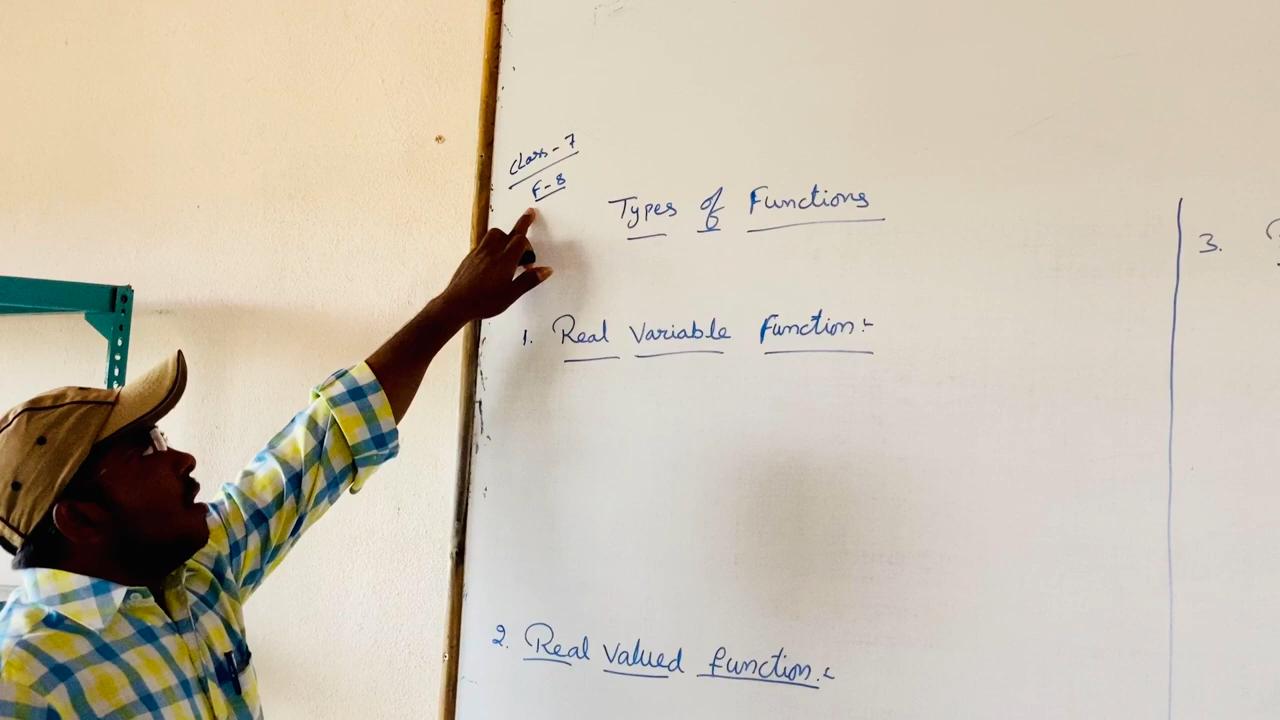 Class-7
F-8
Types of Functions
1. Real Variable Function:-
2. Real Valued function:-
3.